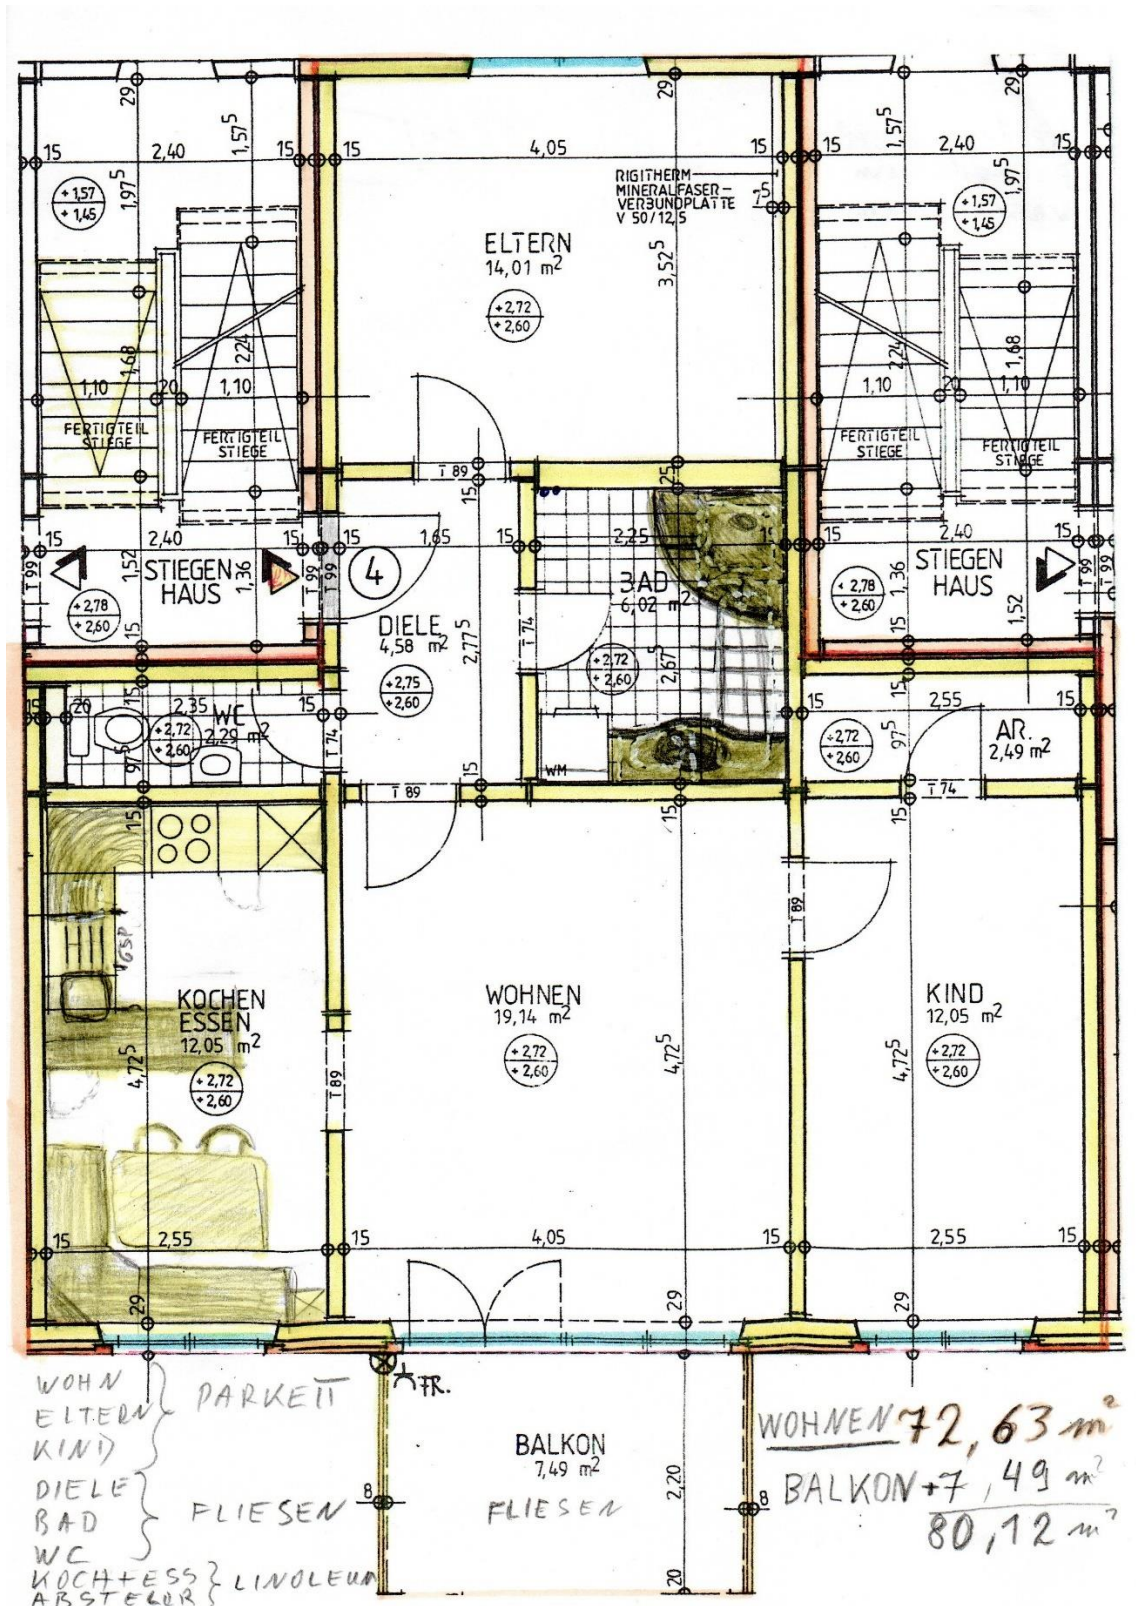 29
1,57⁵
15
2,40
15
15
4,05
15
29
1,57⁵
15
2,40
15
1,97⁵
+1,57
+1,45
RIGITHERM
MINERALFASER-
VERBUNDPLATTE
V 50/12,5
7⁵
29
1,97⁵
+1,57
+1,45
ELTERN
14,01 m²
3,52⁵
+2,72
+2,60
1,68
2,24
1,10
20
1,10
FERTIGTEIL
STIEGE
FERTIGTEIL
STIEGE
2,24
1,68
1,10
20
1,10
FERTIGTEIL
STIEGE
FERTIGTEIL
STIEGE
T 89
15
25
15
2,40
15
15
1,65
15
2,25
15
15
2,40
15
T 99
1,52
STIEGEN
HAUS
1,36
T 99
T 99
4
BAD
6,02 m²
STIEGEN
HAUS
1,36
1,52
T 99
T 99
+2,78
+2,60
DIELE
4,58 m²
2,77⁵
T 74
+2,78
+2,60
15
15
+2,75
+2,60
+2,72
+2,60
2,67⁵
15
15
20
2,35
WC
2,29 m²
15
+2,72
+2,60
97⁵
T 74
15
2,55
15
AR.
2,49 m²
+2,72
+2,60
97⁵
WM
T 89
15
T 74
15
15
15
GSP
T 89
KOCHEN
ESSEN
12,05 m²
+2,72
+2,60
4,72⁵
WOHNEN
19,14 m²
+2,72
+2,60
4,72⁵
KIND
12,05 m²
+2,72
+2,60
4,72⁵
T 89
15
2,55
15
4,05
15
2,55
15
29
29
29
FR.
WOHN
ELTERN
KIND
PARKETT
DIELE
BAD
WC
FLIESEN
KOCH+ESS
ABSTELLR
LINOLEUM
BALKON
7,49 m²
FLIESEN
8
2,20
8
20
WOHNEN 72,63 m²
BALKON +7,49 m²
80,12 m²